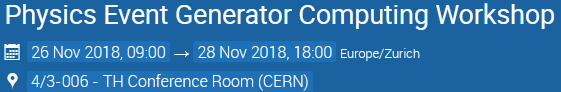 Physics Event Generator Computing Workshop
26 Nov 2018, 09:00 → 28 Nov 2018, 18:00 Europe/Zurich
4/3-006 - TH Conference Room (CERN)